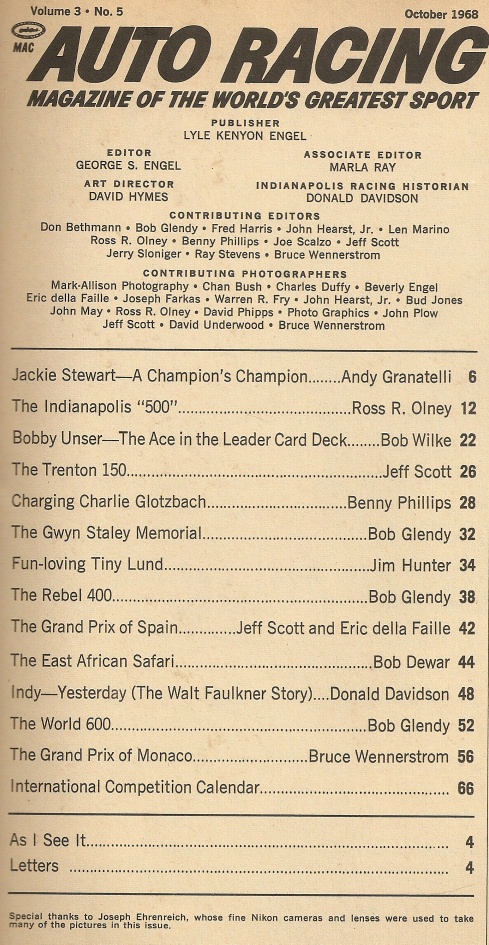 Volume 3 • No. 5
October 1968
MAC
AUTO RACING
MAGAZINE OF THE WORLD'S GREATEST SPORT
PUBLISHER
LYLE KENYON ENGEL
EDITOR
GEORGE S. ENGEL
ASSOCIATE EDITOR
MARLA RAY
ART DIRECTOR
DAVID HYMES
INDIANAPOLIS RACING HISTORIAN
DONALD DAVIDSON
CONTRIBUTING EDITORS
Don Bethmann • Bob Glendy • Fred Harris • John Hearst, Jr. • Len Marino
Ross R. Olney • Benny Phillips • Joe Scalzo • Jeff Scott
Jerry Sloniger • Ray Stevens • Bruce Wennerstrom
CONTRIBUTING PHOTOGRAPHERS
Mark-Allison Photography • Chan Bush • Charles Duffy • Beverly Engel
Eric della Faille • Joseph Farkas • Warren R. Fry • John Hearst, Jr. • Bud Jones
John May • Ross R. Olney • David Phipps • Photo Graphics • John Plow
Jeff Scott • David Underwood • Bruce Wennerstrom
Jackie Stewart—A Champion's Champion........Andy Granatelli 6
The Indianapolis "500"..........................................Ross R. Olney 12
Bobby Unser—The Ace in the Leader Card Deck........Bob Wilke 22
The Trenton 150..............................................................Jeff Scott 26
Charging Charlie Glotzbach..................................Benny Phillips 28
The Gwyn Staley Memorial........................................Bob Glendy 32
Fun-loving Tiny Lund....................................................Jim Hunter 34
The Rebel 400..............................................................Bob Glendy 38
The Grand Prix of Spain..............Jeff Scott and Eric della Faille 42
The East African Safari................................................Bob Dewar 44
Indy—Yesterday (The Walt Faulkner Story)....Donald Davidson 48
The World 600..............................................................Bob Glendy 52
The Grand Prix of Monaco............................Bruce Wennerstrom 56
International Competition Calendar................................................ 66
As I See It.................................................................................... 4
Letters ........................................................................................ 4
Special thanks to Joseph Ehrenreich, whose fine Nikon cameras and lenses were used to take
many of the pictures in this issue.